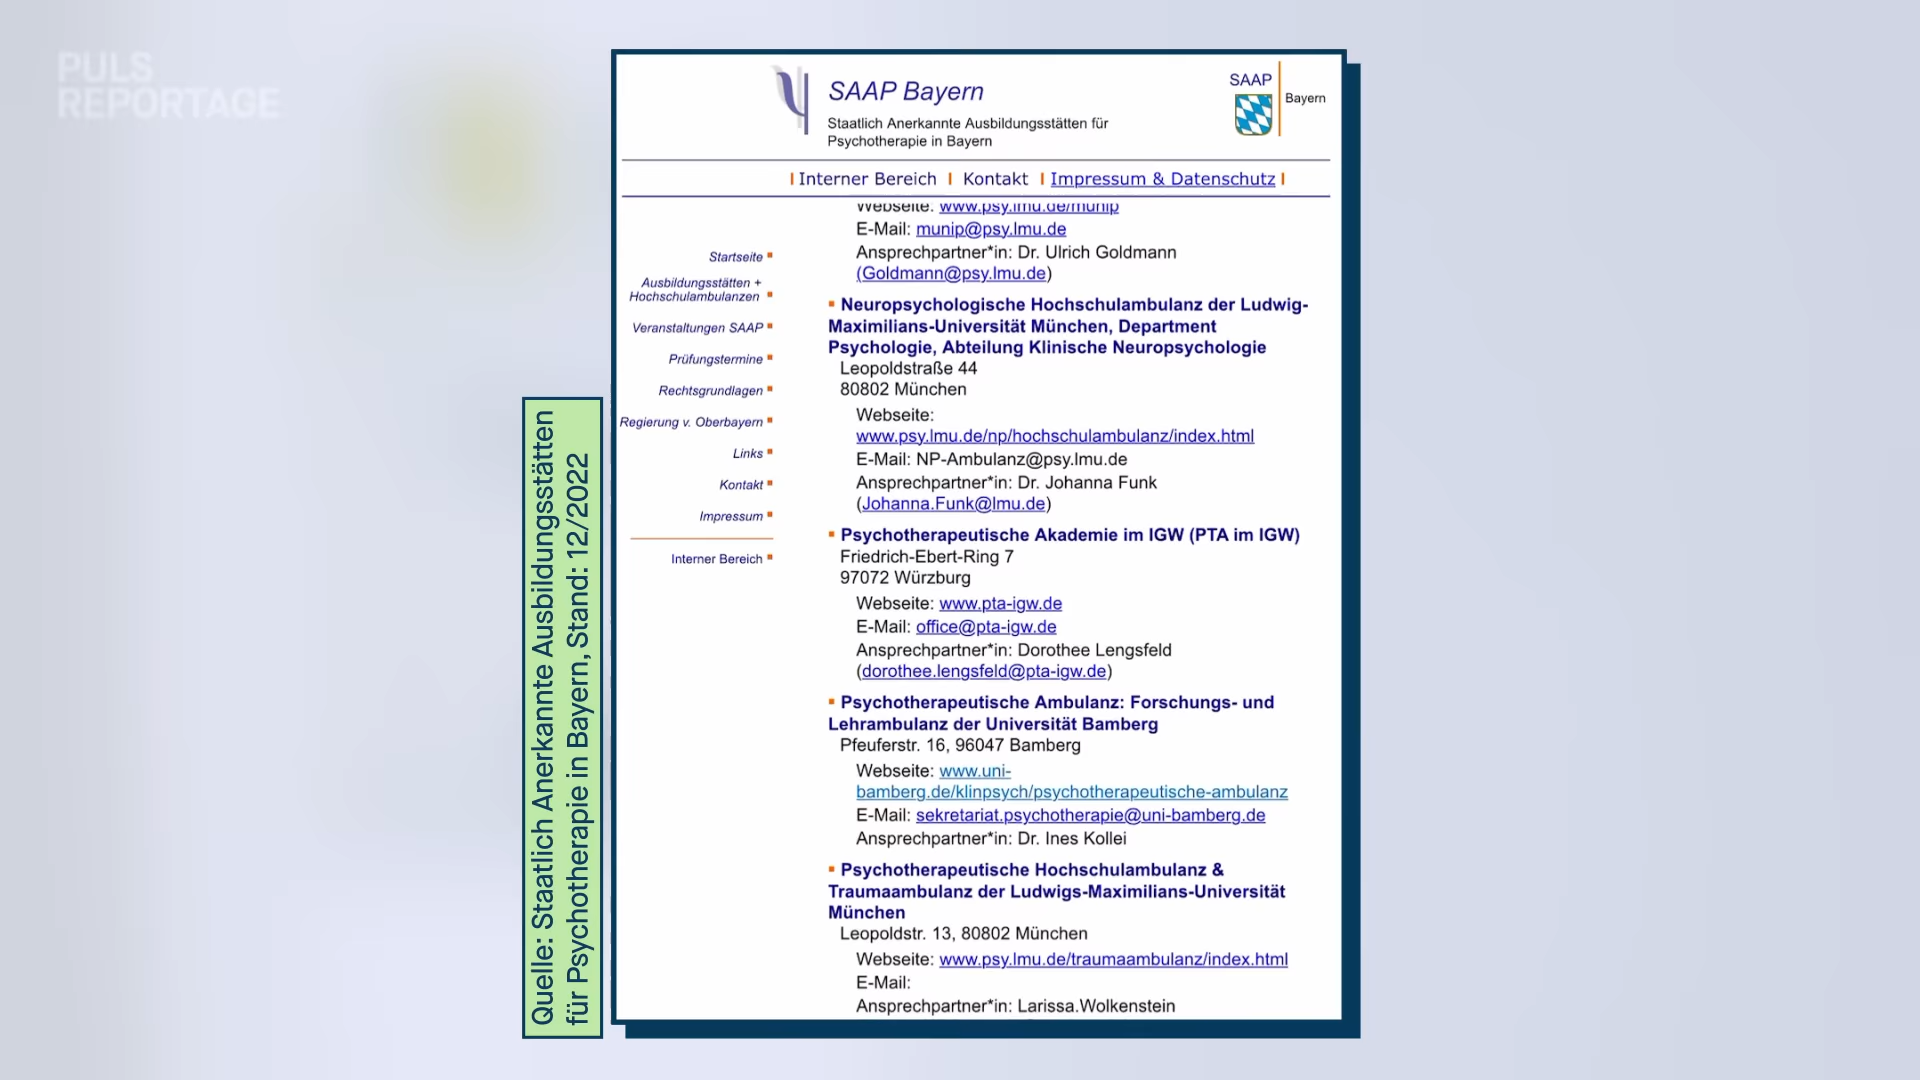 PULS
REPORTAGE
SAAP Bayern
Staatlich Anerkannte Ausbildungsstätten für
Psychotherapie in Bayern
SAAP
Bayern
Interner Bereich
Kontakt
Impressum & Datenschutz
Startseite
Ausbildungsstätten +
Hochschulambulanzen
Veranstaltungen SAAP
Prüfungstermine
Rechtsgrundlagen
Regierung v. Oberbayern
Links
Kontakt
Impressum
Interner Bereich
Webseite: www.psy.lmu.de/munip
E-Mail: munip@psy.lmu.de
Ansprechpartner*in: Dr. Ulrich Goldmann
(Goldmann@psy.lmu.de)
Neuropsychologische Hochschulambulanz der Ludwig-
Maximilians-Universität München, Department
Psychologie, Abteilung Klinische Neuropsychologie
Leopoldstraße 44
80802 München
Webseite:
www.psy.lmu.de/np/hochschulambulanz/index.html
E-Mail: NP-Ambulanz@psy.lmu.de
Ansprechpartner*in: Dr. Johanna Funk
(Johanna.Funk@lmu.de)
Psychotherapeutische Akademie im IGW (PTA im IGW)
Friedrich-Ebert-Ring 7
97072 Würzburg
Webseite: www.pta-igw.de
E-Mail: office@pta-igw.de
Ansprechpartner*in: Dorothee Lengsfeld
(dorothee.lengsfeld@pta-igw.de)
Psychotherapeutische Ambulanz: Forschungs- und
Lehrambulanz der Universität Bamberg
Pfeuferstr. 16, 96047 Bamberg
Webseite: www.uni-
bamberg.de/klinpsych/psychotherapeutische-ambulanz
E-Mail: sekretariat.psychotherapie@uni-bamberg.de
Ansprechpartner*in: Dr. Ines Kollei
Psychotherapeutische Hochschulambulanz &
Traumaambulanz der Ludwigs-Maximilians-Universität
München
Leopoldstr. 13, 80802 München
Webseite: www.psy.lmu.de/traumaambulanz/index.html
E-Mail:
Ansprechpartner*in: Larissa.Wolkenstein
Quelle: Staatlich Anerkannte Ausbildungsstätten
für Psychotherapie in Bayern, Stand: 12/2022